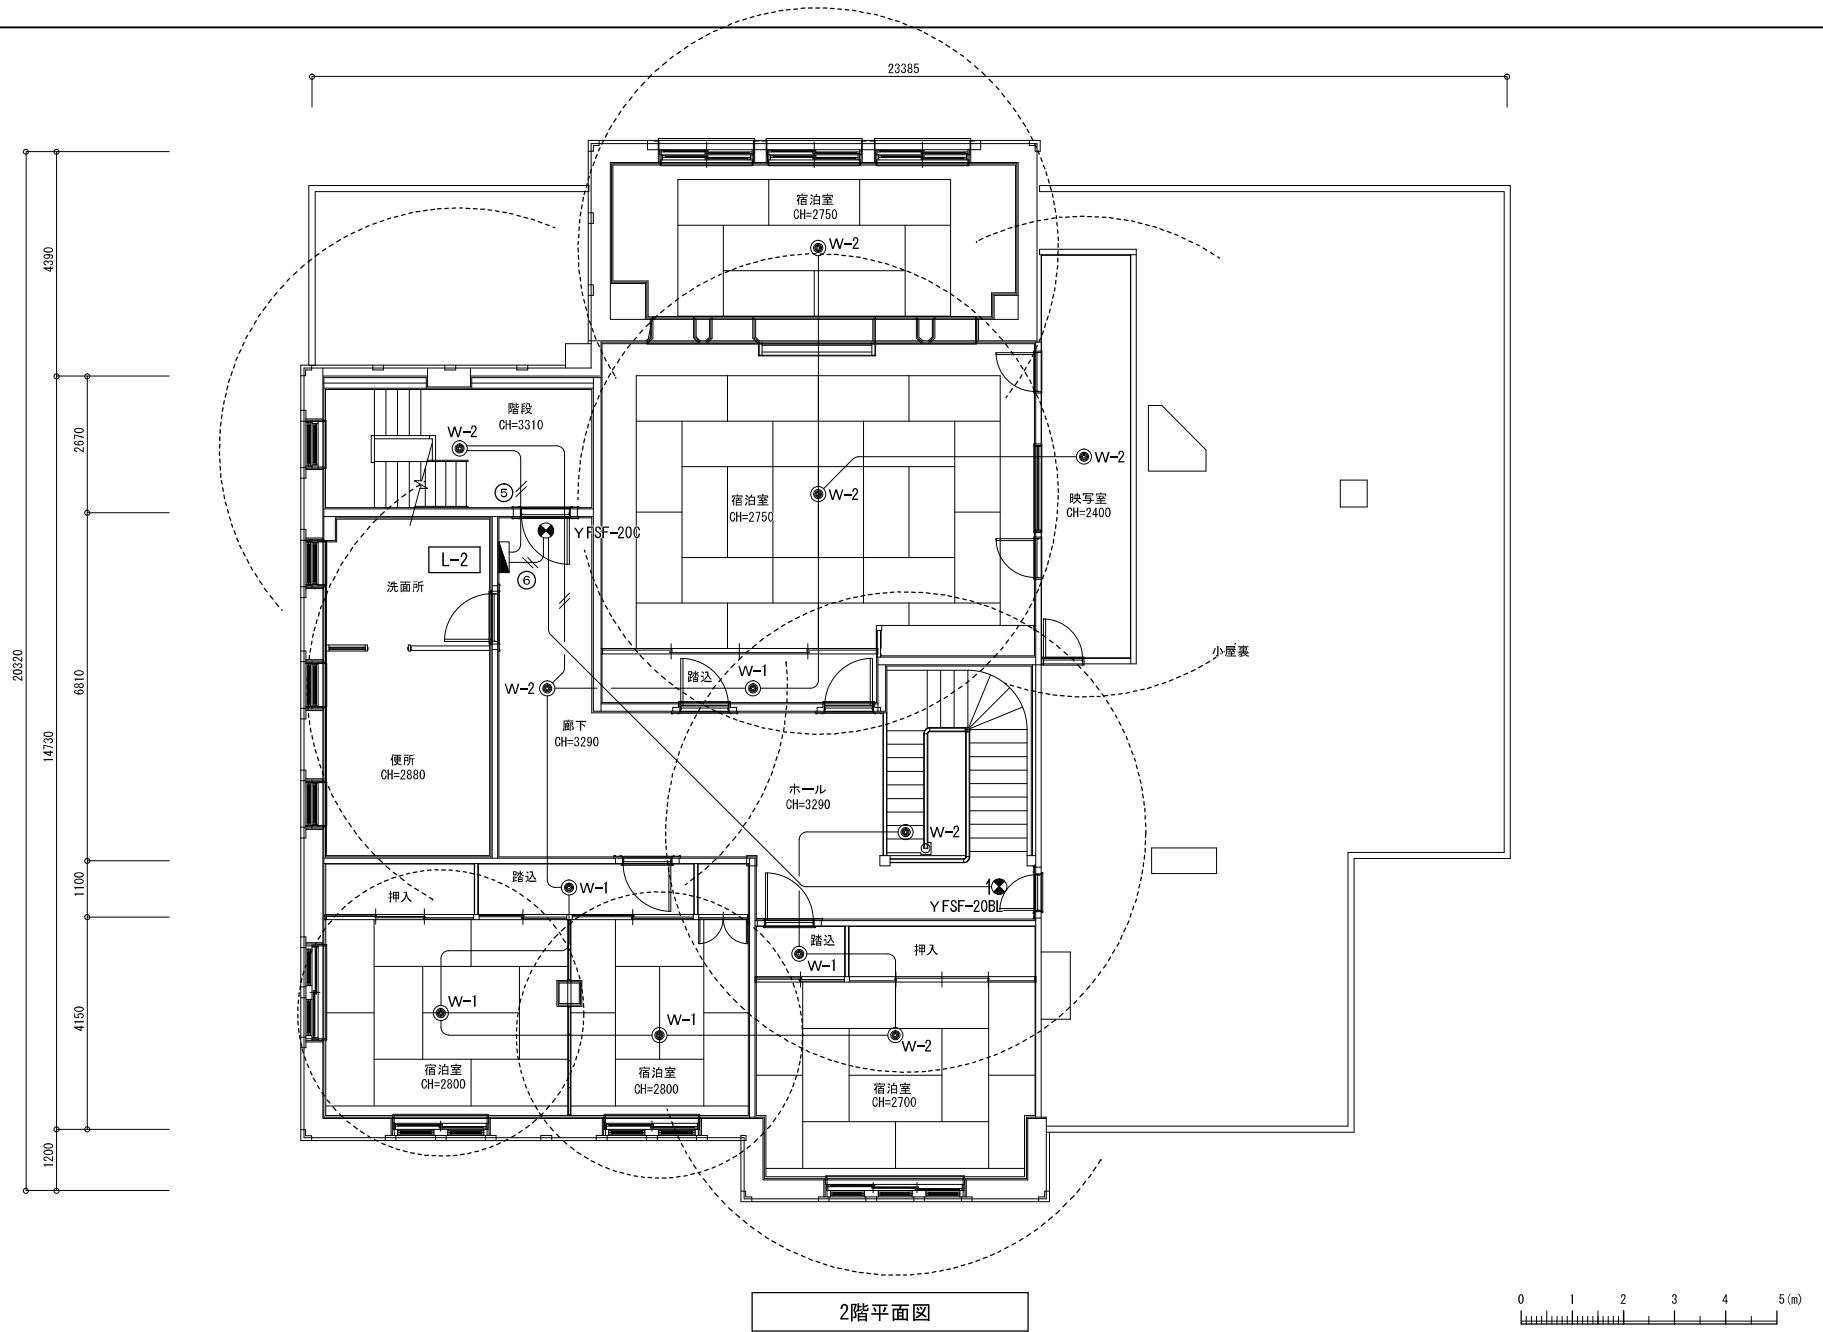 23385
宿泊室
CH=2750
W-2
4390
階段
CH=3310
W-2
2670
W-2
宿泊室
CH=2750
W-2
映写室
CH=2400
5
YFSF-20C
L-2
6
洗面所
小屋裏
20320
6810
踏込
W-1
W-2
廊下
CH=3290
14730
便所
CH=2880
ホール
CH=3290
W-2
1100
押入
踏込
W-1
1
YFSF-20BL
踏込
W-1
押入
4150
W-1
W-1
W-2
宿泊室
CH=2800
宿泊室
CH=2800
宿泊室
CH=2700
1200
2階平面図
0 1 2 3 4 5(m)